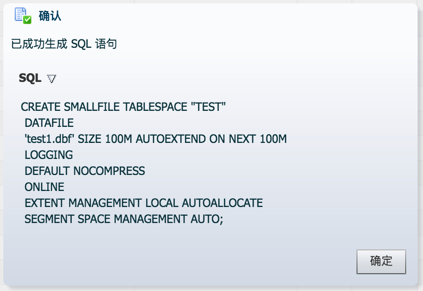 确认
已成功生成 SQL 语句
SQL ▽
CREATE SMALLFILE TABLESPACE "TEST"
DATAFILE
'test1.dbf' SIZE 100M AUTOEXTEND ON NEXT 100M
LOGGING
DEFAULT NOCOMPRESS
ONLINE
EXTENT MANAGEMENT LOCAL AUTOALLOCATE
SEGMENT SPACE MANAGEMENT AUTO;
确定